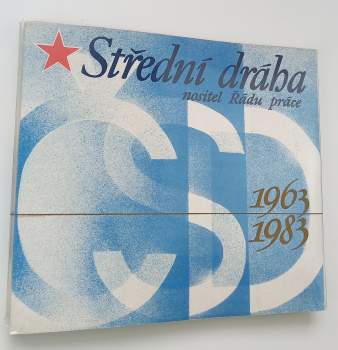 Střední dráha
nositel Řádu práce
ČSD
1963
1983